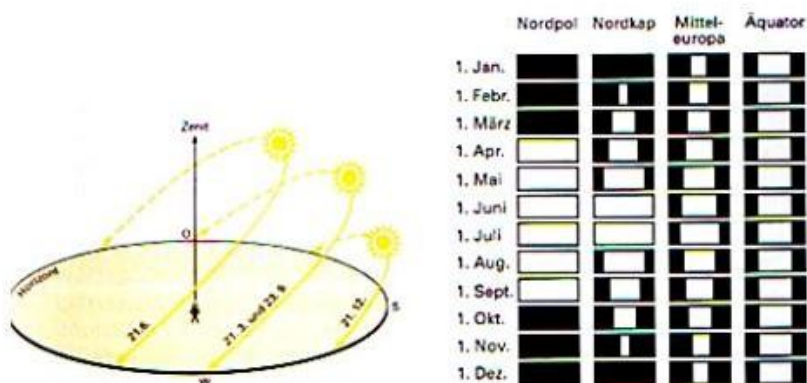 Zenit
O
Horizont
S
W
21.6.
21. 3. und 23. 9.
21. 12.
Nordpol Nordkap Mittel-
europa Äquator
1. Jan.
1. Febr.
1. März
1. Apr.
1. Mai
1. Juni
1. Juli
1. Aug.
1. Sept.
1. Okt.
1. Nov.
1. Dez.